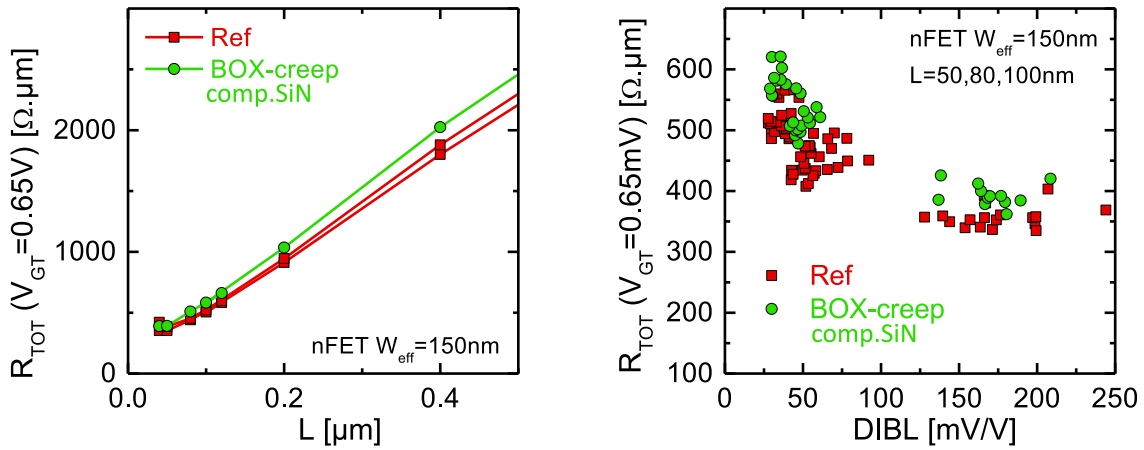 R_TOT (V_GT=0.65V) [Ω.µm]
2000
1000
0
Ref
BOX-creep
comp.SiN
nFET W_eff=150nm
0.0 0.2 0.4
L [µm]
R_TOT (V_GT=0.65mV) [Ω.µm]
600
500
400
300
200
100
nFET W_eff=150nm
L=50,80,100nm
Ref
BOX-creep
comp.SiN
0 50 100 150 200 250
DIBL [mV/V]